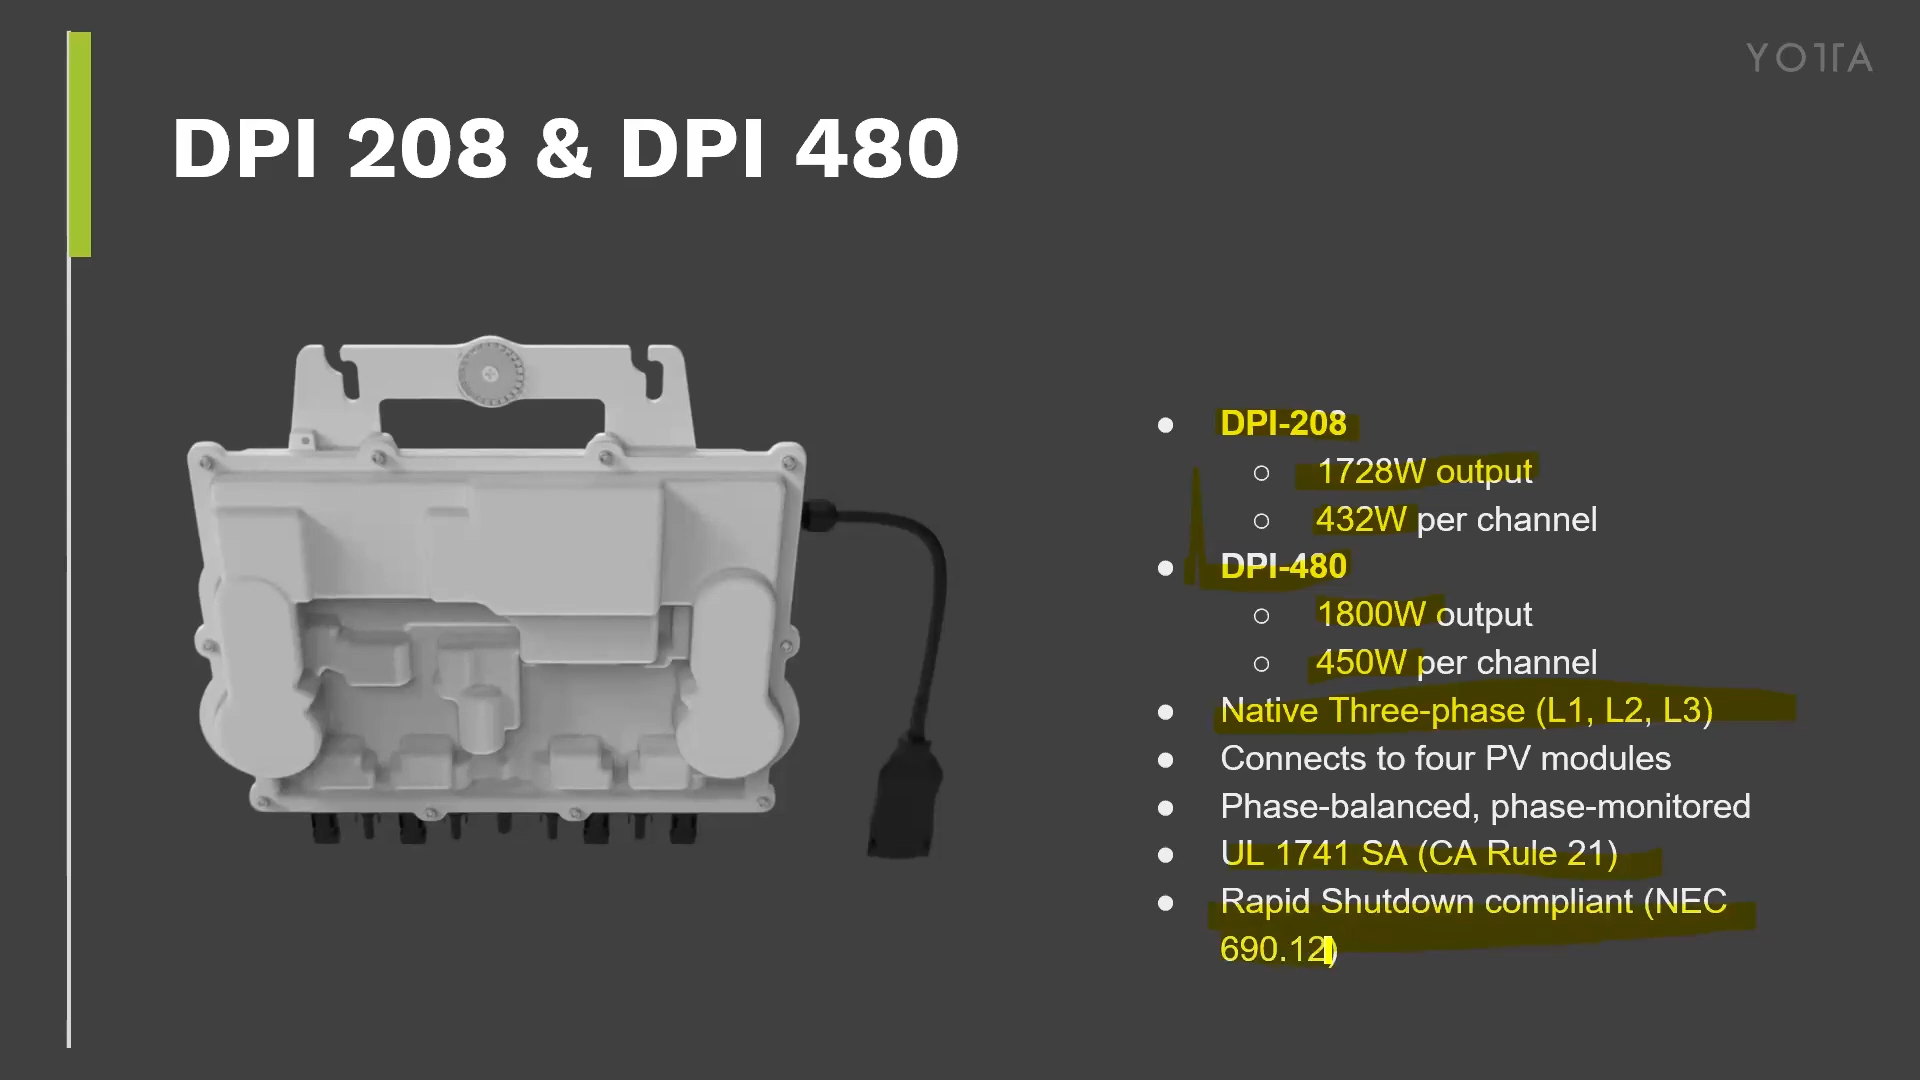 YOTTA
DPI 208 & DPI 480
● DPI-208
○ 1728W output
○ 432W per channel
● DPI-480
○ 1800W output
○ 450W per channel
● Native Three-phase (L1, L2, L3)
● Connects to four PV modules
● Phase-balanced, phase-monitored
● UL 1741 SA (CA Rule 21)
● Rapid Shutdown compliant (NEC
690.12)